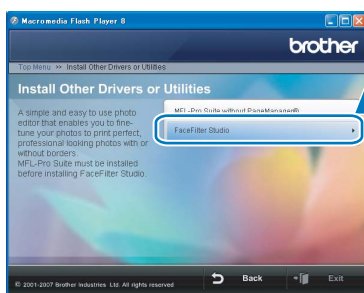 Macromedia Flash Player 8
brother
Top Menu >> Install Other Drivers or Utilities
Install Other Drivers or Utilities
A simple and easy to use photo
editor that enables you to fine-
tune your photos to print perfect,
professional looking photos with or
without borders.
MFL-Pro Suite must be installed
before installing FaceFilter Studio.
MFL-Pro Suite without PageManager®
FaceFilter Studio
© 2001-2007 Brother Industries Ltd. All rights reserved
Back
Exit